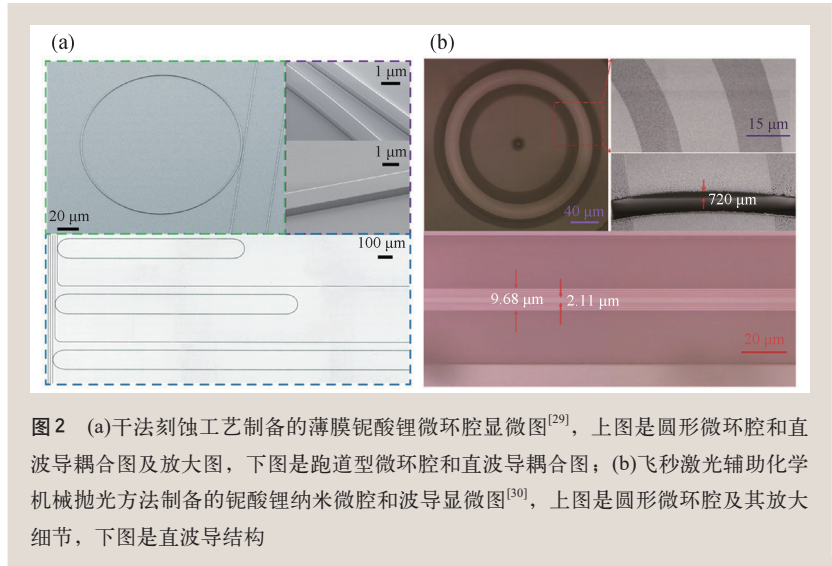 (a)
(b)
1 μm
1 μm
20 μm
100 μm
15 μm
720 μm
40 μm
9.68 μm
2.11 μm
20 μm
图2 (a)干法刻蚀工艺制备的薄膜铌酸锂微环腔显微图[29]，上图是圆形微环腔和直
波导耦合图及放大图，下图是跑道型微环腔和直波导耦合图；(b)飞秒激光辅助化学
机械抛光方法制备的铌酸锂纳米微腔和波导显微图[30]，上图是圆形微环腔及其放大
细节，下图是直波导结构